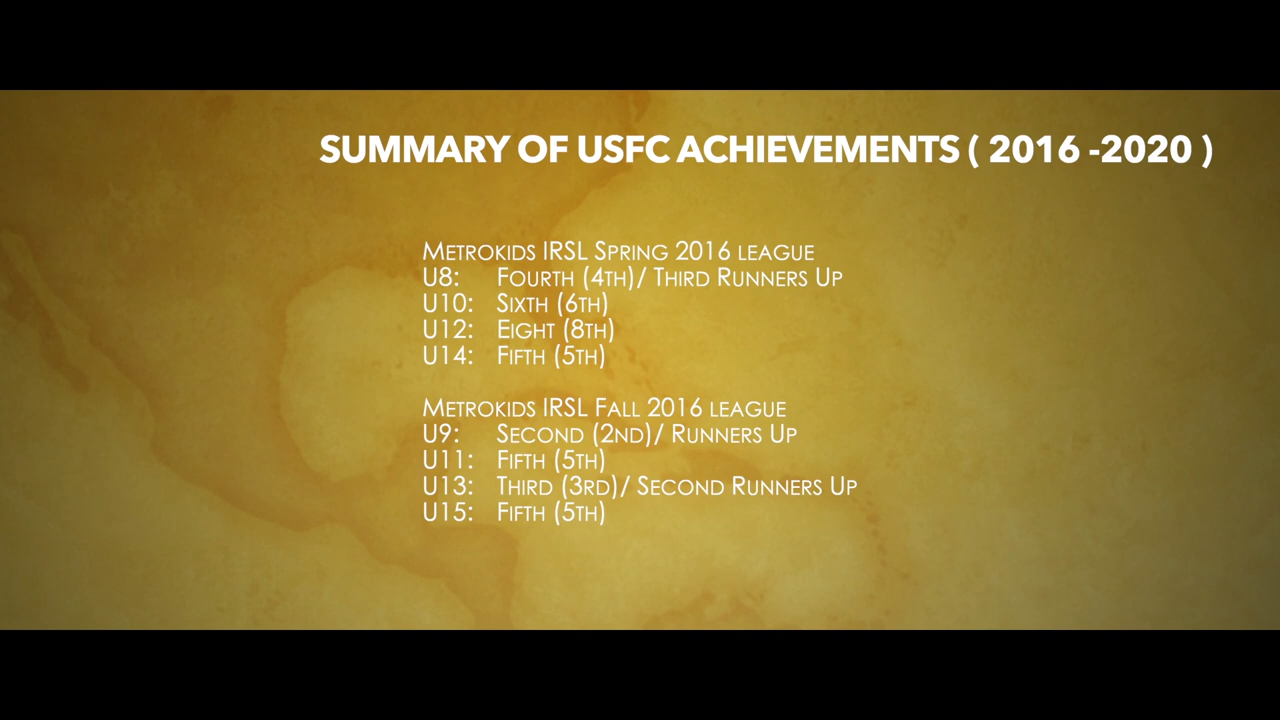 SUMMARY OF USFC ACHIEVEMENTS ( 2016 -2020 )
METROKIDS IRSL SPRING 2016 LEAGUE
U8: FOURTH (4TH)/ THIRD RUNNERS UP
U10: SIXTH (6TH)
U12: EIGHT (8TH)
U14: FIFTH (5TH)
METROKIDS IRSL FALL 2016 LEAGUE
U9: SECOND (2ND)/ RUNNERS UP
U11: FIFTH (5TH)
U13: THIRD (3RD)/ SECOND RUNNERS UP
U15: FIFTH (5TH)